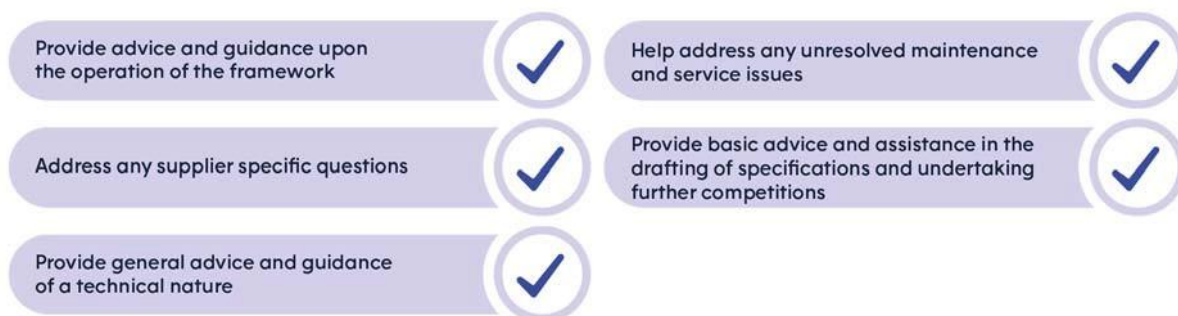 Provide advice and guidance upon
the operation of the framework
Address any supplier specific questions
Provide general advice and guidance
of a technical nature
Help address any unresolved maintenance
and service issues
Provide basic advice and assistance in the
drafting of specifications and undertaking
further competitions